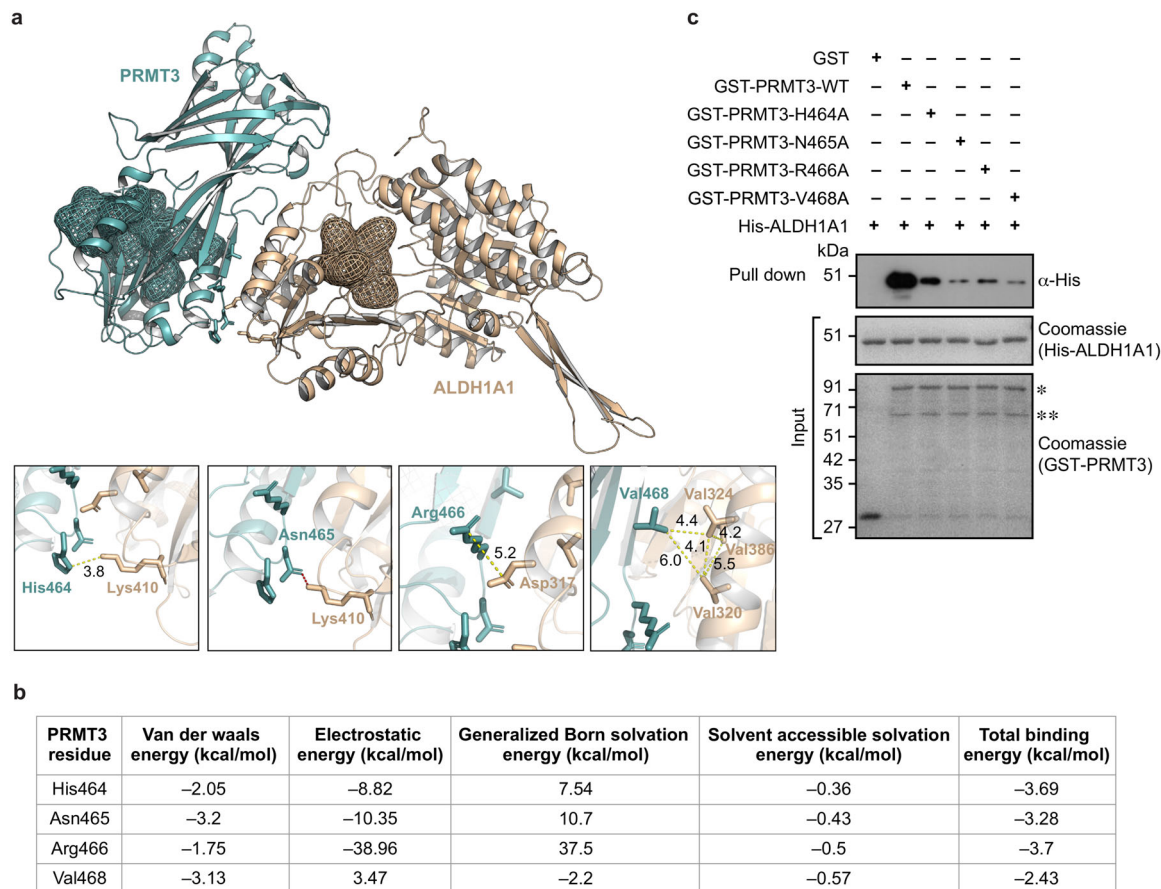 a
PRMT3
ALDH1A1
His464
3.8
Lys410
Asn465
Lys410
Arg466
5.2
Asp317
Val468
Val324
4.4
4.2
4.1
Val386
6.0
5.5
Val320
c
GST + – – – – –
GST-PRMT3-WT – + – – – –
GST-PRMT3-H464A – – + – – –
GST-PRMT3-N465A – – – + – –
GST-PRMT3-R466A – – – – + –
GST-PRMT3-V468A – – – – – +
His-ALDH1A1 + + + + + +
kDa
Pull down 51 α-His
Input
51 Coomassie
(His-ALDH1A1)
91 *
71 **
51
42 Coomassie
35 (GST-PRMT3)
27
b
PRMT3 residue Van der waals energy (kcal/mol) Electrostatic energy (kcal/mol) Generalized Born solvation energy (kcal/mol) Solvent accessible solvation energy (kcal/mol) Total binding energy (kcal/mol)
His464 –2.05 –8.82 7.54 –0.36 –3.69
Asn465 –3.2 –10.35 10.7 –0.43 –3.28
Arg466 –1.75 –38.96 37.5 –0.5 –3.7
Val468 –3.13 3.47 –2.2 –0.57 –2.43